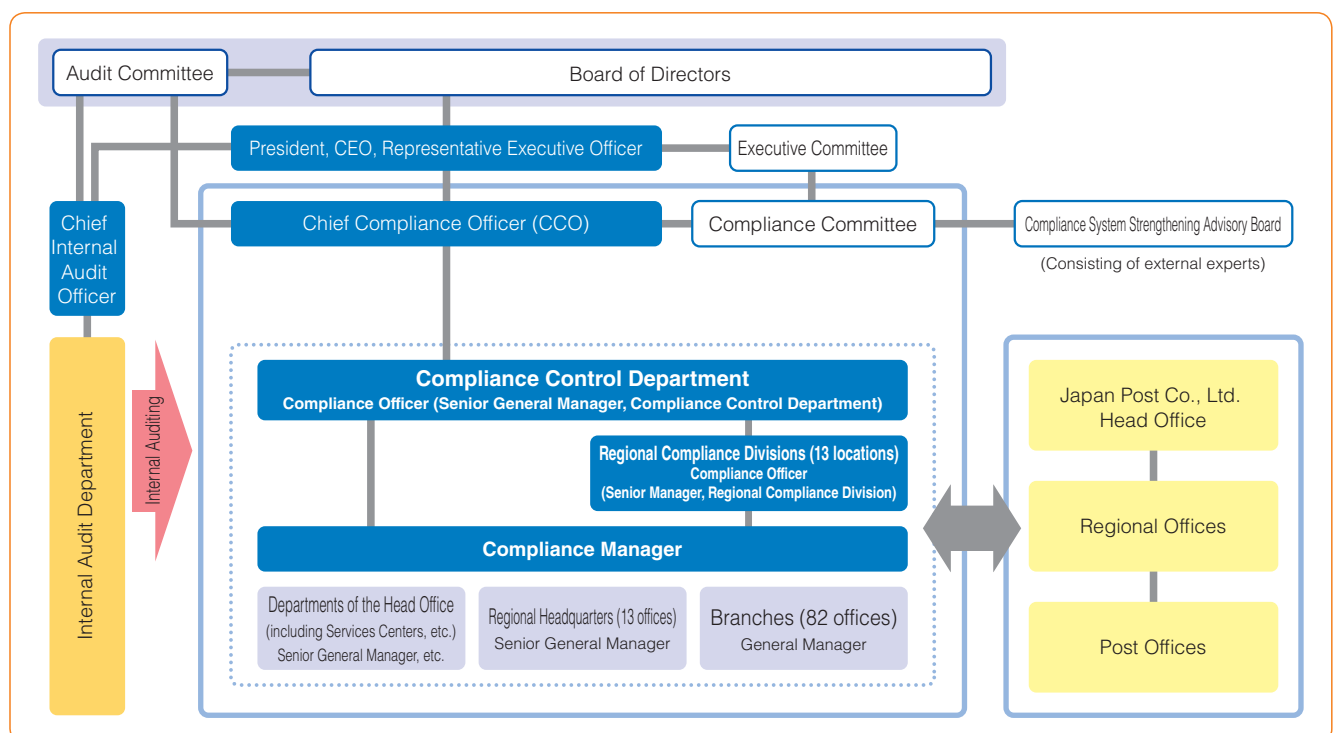 Audit Committee
Board of Directors
President, CEO, Representative Executive Officer
Executive Committee
Chief
Internal
Audit
Officer
Chief Compliance Officer (CCO)
Compliance Committee
Compliance System Strengthening Advisory Board
(Consisting of external experts)
Internal Audit Department
Internal Auditing
Compliance Control Department
Compliance Officer (Senior General Manager, Compliance Control Department)
Regional Compliance Divisions (13 locations)
Compliance Officer
(Senior Manager, Regional Compliance Division)
Compliance Manager
Departments of the Head Office
(including Services Centers, etc.)
Senior General Manager, etc.
Regional Headquarters (13 offices)
Senior General Manager
Branches (82 offices)
General Manager
Japan Post Co., Ltd.
Head Office
Regional Offices
Post Offices